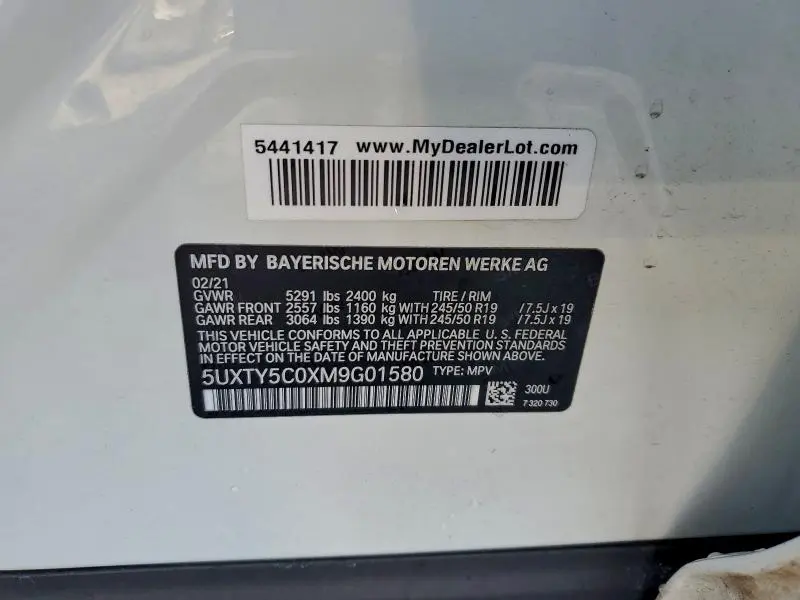 5441417 www.MyDealerLot.com
MFD BY BAYERISCHE MOTOREN WERKE AG
02/21
GVWR 5291 lbs 2400 kg TIRE / RIM
GAWR FRONT 2557 lbs 1160 kg WITH 245/50 R19 /7.5J x 19
GAWR REAR 3064 lbs 1390 kg WITH 245/50 R19 /7.5J x 19
THIS VEHICLE CONFORMS TO ALL APPLICABLE U.S. FEDERAL
MOTOR VEHICLE SAFETY AND THEFT PREVENTION STANDARDS
IN EFFECT ON THE DATE OF MANUFACTURE SHOWN ABOVE.
5UXTY5C0XM9G01580 TYPE: MPV
300U
7 320 730